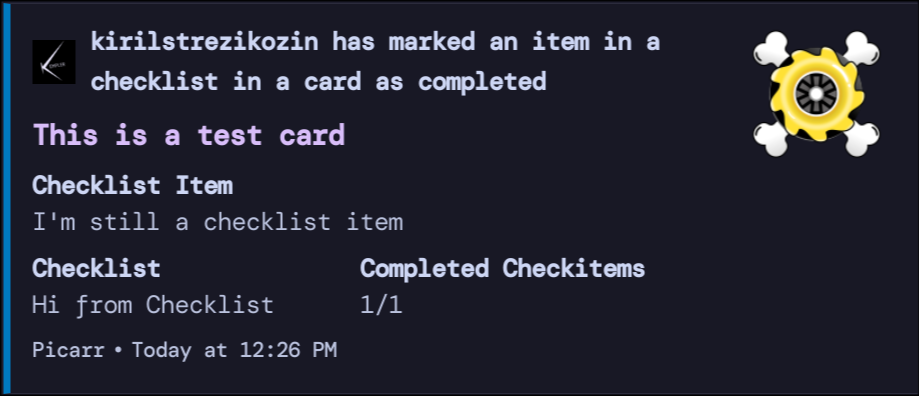 kirilstrezikozin has marked an item in a
checklist in a card as completed
This is a test card
Checklist Item
I'm still a checklist item
Checklist Completed Checkitems
Hi from Checklist 1/1
Picarr • Today at 12:26 PM